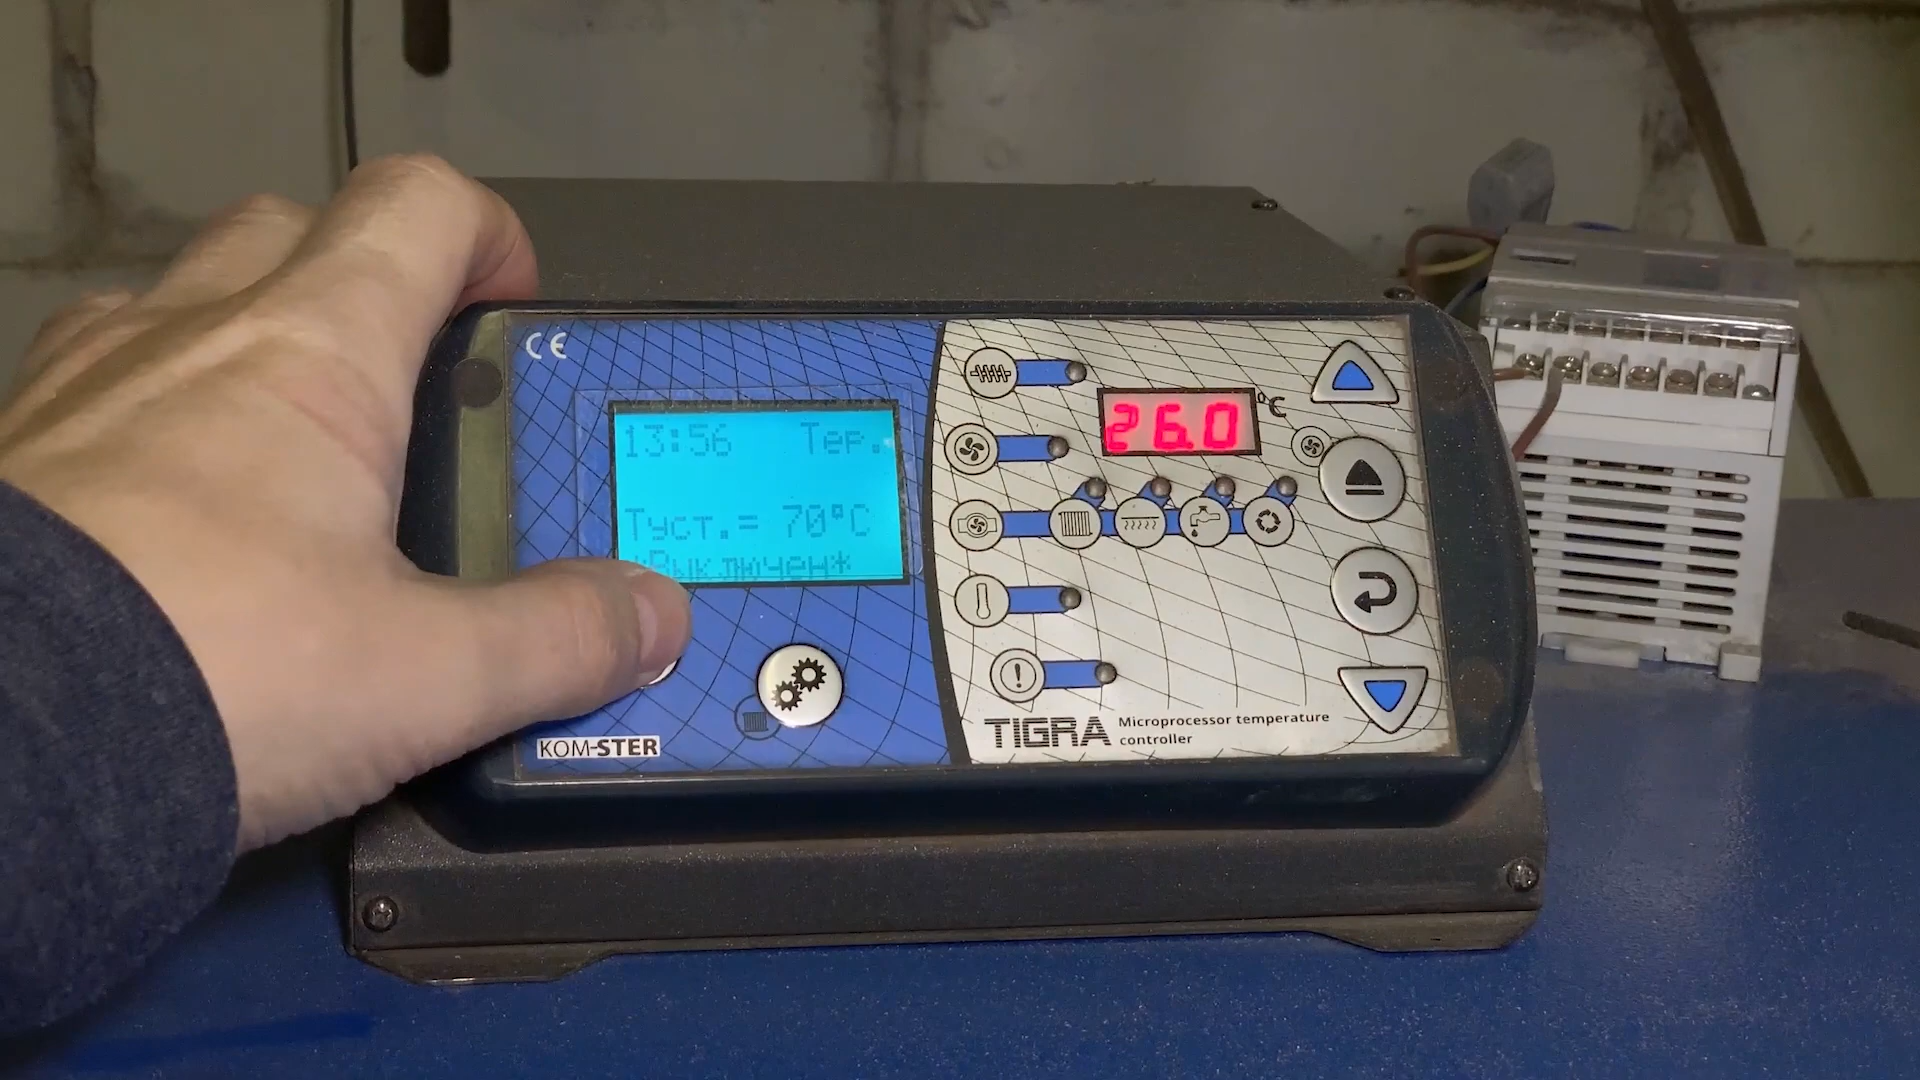 CE
13:56 Тер.
Туст.= 70°C
*Выключен*
26.0 °C
KOM-STER
TIGRA Microprocessor temperature
controller